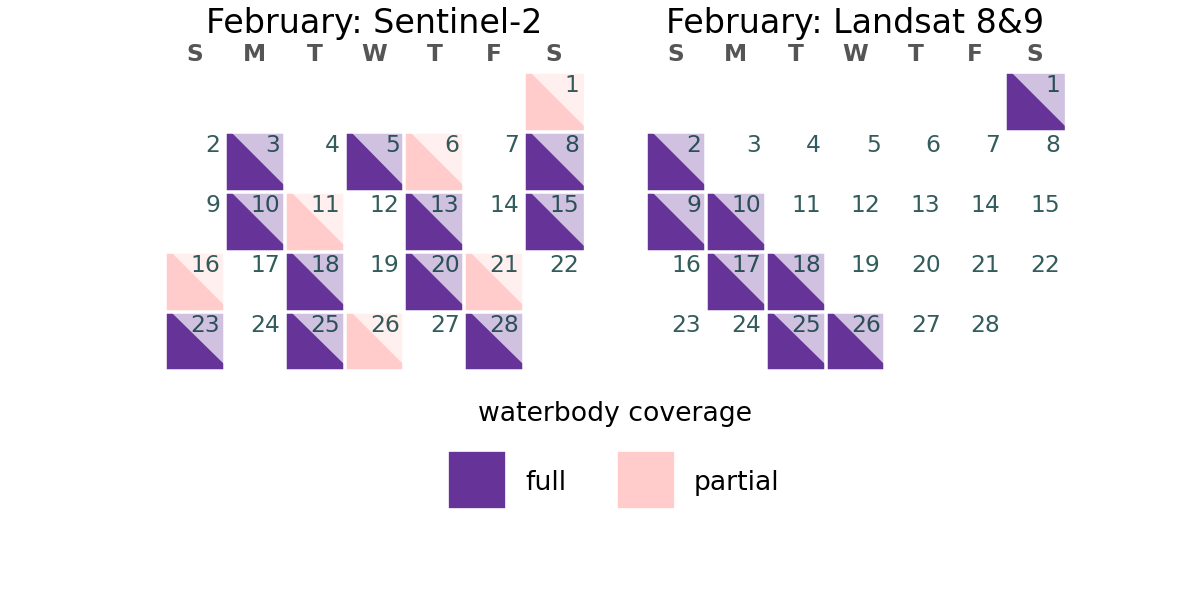 February: Sentinel-2
S M T W T F S
1
2 3 4 5 6 7 8
9 10 11 12 13 14 15
16 17 18 19 20 21 22
23 24 25 26 27 28
February: Landsat 8&9
S M T W T F S
1
2 3 4 5 6 7 8
9 10 11 12 13 14 15
16 17 18 19 20 21 22
23 24 25 26 27 28
waterbody coverage
full partial